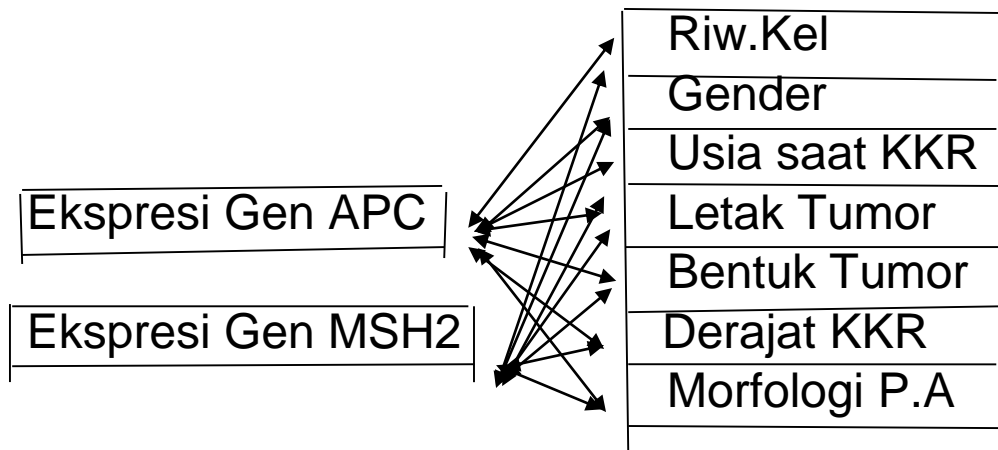 Ekspresi Gen APC
Ekspresi Gen MSH2
Riw.Kel
Gender
Usia saat KKR
Letak Tumor
Bentuk Tumor
Derajat KKR
Morfologi P.A